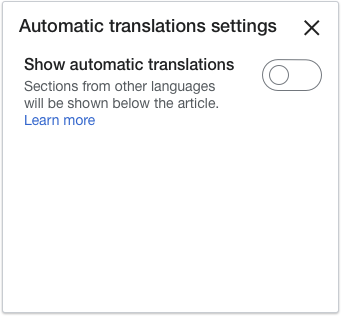 Automatic translations settings
Show automatic translations
Sections from other languages
will be shown below the article.
Learn more